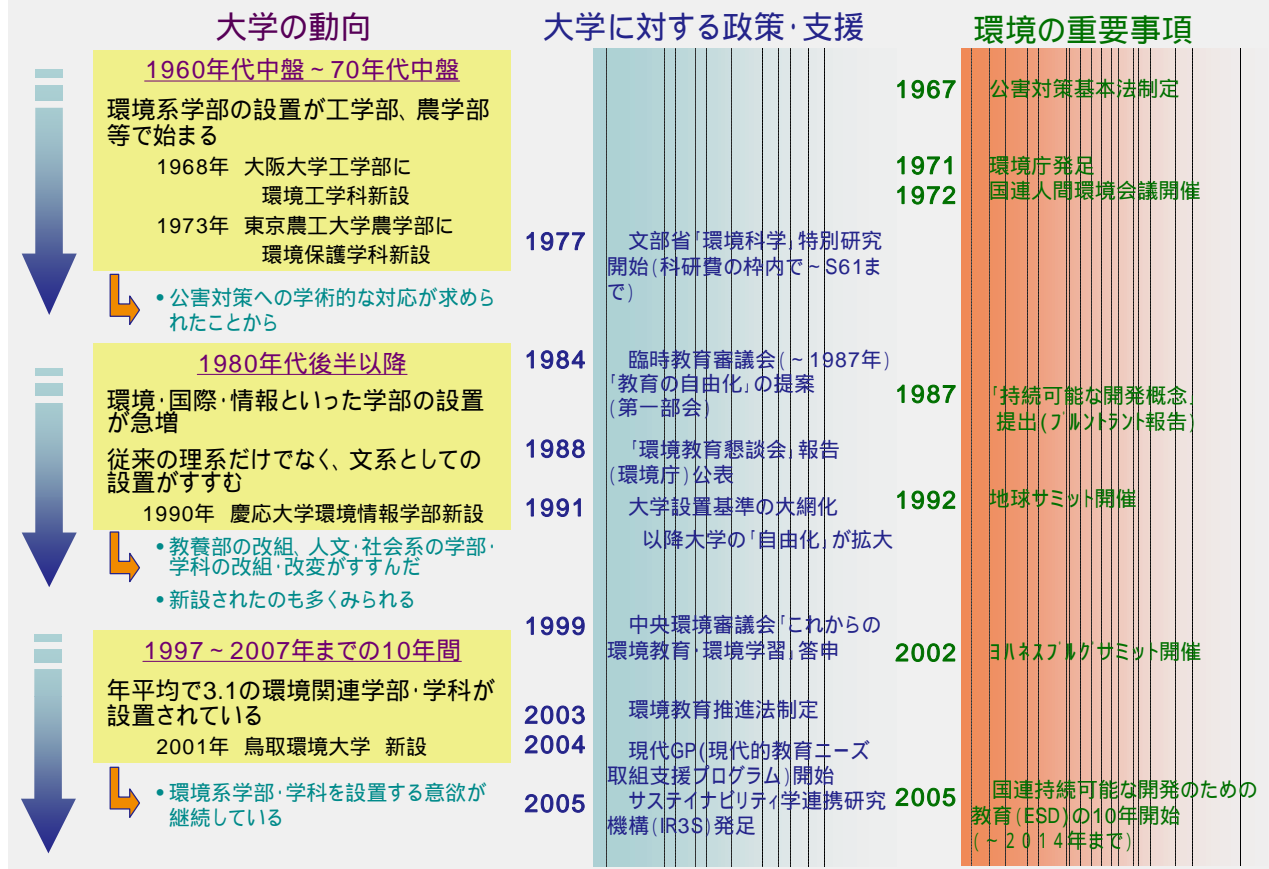 大学の動向
1960年代中盤～70年代中盤
環境系学部の設置が工学部、農学部
等で始まる
1968年 大阪大学工学部に
環境工学科新設
1973年 東京農工大学農学部に
環境保護学科新設
•公害対策への学術的な対応が求めら
れたことから
1980年代後半以降
環境・国際・情報といった学部の設置
が急増
従来の理系だけでなく、文系としての
設置がすすむ
1990年 慶応大学環境情報学部新設
•教養部の改組、人文・社会系の学部・
学科の改組・改変がすすんだ
•新設されたのも多くみられる
1997～2007年までの10年間
年平均で3.1の環境関連学部・学科が
設置されている
2001年 鳥取環境大学 新設
•環境系学部・学科を設置する意欲が
継続している
大学に対する政策・支援
1977 文部省「環境科学」特別研究
開始(科研費の枠内で～S61ま
で)
1984 臨時教育審議会(～1987年)
「教育の自由化」の提案
(第一部会)
1988 「環境教育懇談会」報告
(環境庁)公表
1991 大学設置基準の大網化
以降大学の「自由化」が拡大
1999 中央環境審議会「これからの
環境教育・環境学習」答申
2003 環境教育推進法制定
2004 現代GP(現代的教育ニーズ
取組支援プログラム)開始
2005 サステイナビリティ学連携研究
機構(IR3S)発足
環境の重要事項
1967 公害対策基本法制定
1971 環境庁発足
1972 国連人間環境会議開催
1987 「持続可能な開発概念」
提出(ﾌﾞﾙﾝﾄﾗﾝﾄ報告)
1992 地球サミット開催
2002 ﾖﾊﾈｽﾌﾞﾙｸﾞサミット開催
2005 国連持続可能な開発のための
教育(ESD)の10年開始
(～２０１４年まで)